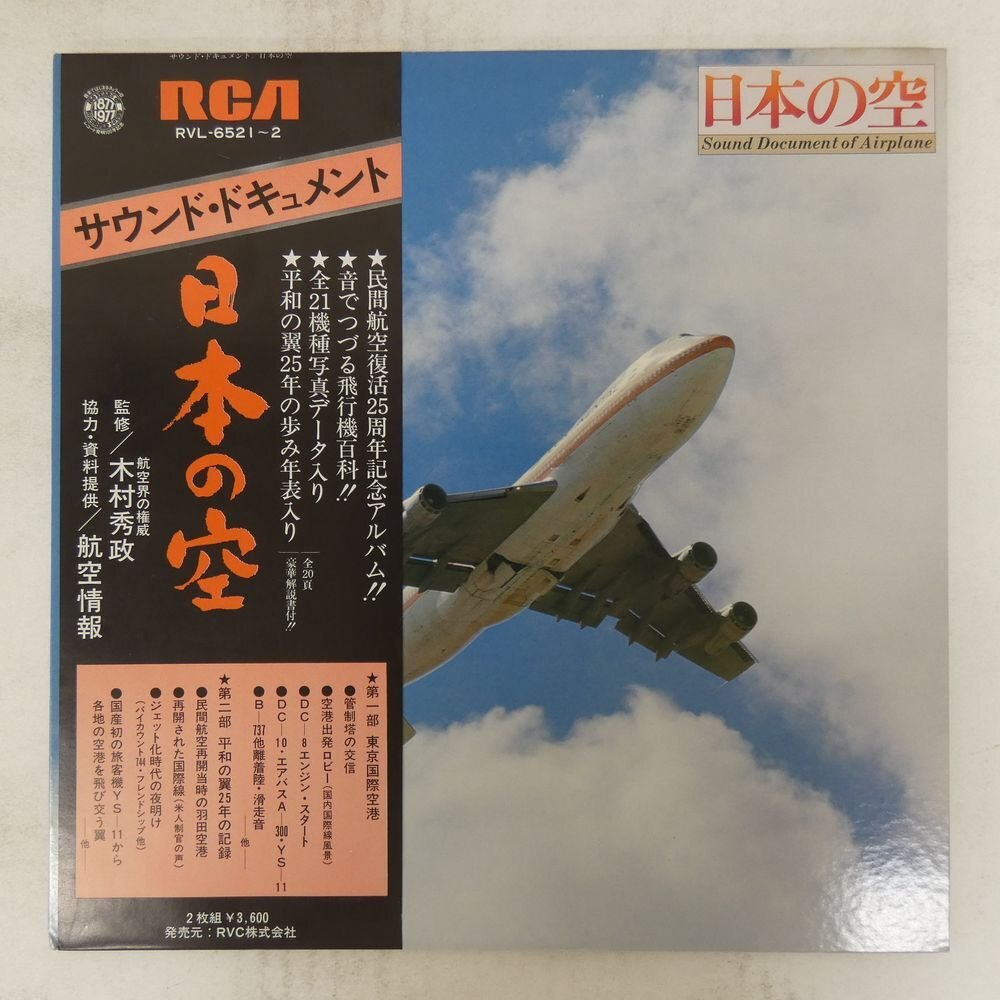 サウンド・ドキュメント/日本の空
1877
1977
RCA
RVL-6521~2
サウンド・ドキュメント
日本の空
★民間航空復活25周年記念アルバム!!
★音でつづる飛行機百科!!
★全21機種写真データ入り
★平和の翼25年の歩み年表入り
全20頁
豪華解説書付!!
航空界の権威
監修/木村秀政
協力・資料提供/航空情報
★第一部 東京国際空港
●管制塔の交信
●空港出発ロビー(国内国際線風景)
●DC—8エンジン・スタート
●DC—10・エアバスA—300・YS—11
●B—737他離着陸・滑走音
—他—
★第二部 平和の翼25年の記録
●民間航空再開当時の羽田空港
●再開された国際線(米人制官の声)
●ジェット化時代の夜明け
(バイカウント744・フレンドシップ他)
●国産初の旅客機YS—11から
各地の空港を飛び交う翼
—他—
2枚組¥3,600
発売元:RVC株式会社
日本の空
Sound Document of Airplane